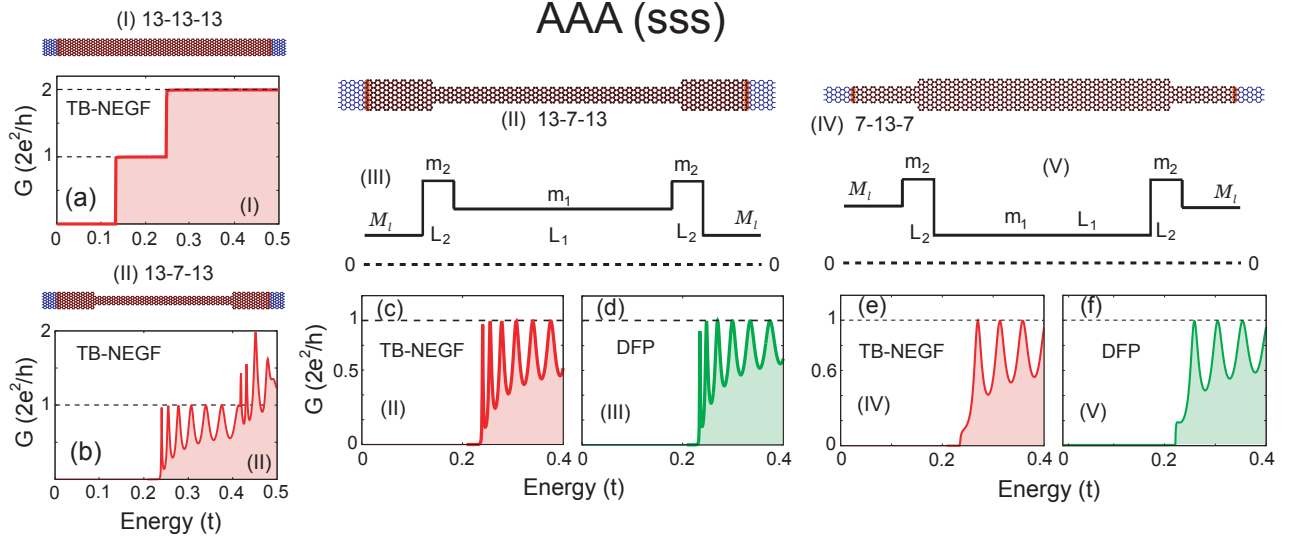 AAA (sss)
(I) 13-13-13
2
1
0
G (2e²/h)
TB-NEGF
(a)
(I)
0 0.1 0.2 0.3 0.4 0.5
(II) 13-7-13
2
1
G (2e²/h)
TB-NEGF
(b)
(II)
0 0.1 0.2 0.3 0.4 0.5
Energy (t)
(II) 13-7-13
(III)
m₂ m₂
m₁
M_l M_l
L₂ L₁ L₂
0 0
(c)
1
0.5
0
G (2e²/h)
TB-NEGF
(II)
0 0.2 0.4
(d)
DFP
(III)
0 0.2 0.4
Energy (t)
(IV) 7-13-7
(V)
m₂ m₂
M_l M_l
m₁ L₁
L₂ L₂
0 0
(e)
1
0.6
0
G (2e²/h)
TB-NEGF
(IV)
0 0.2 0.4
(f)
DFP
(V)
0 0.2 0.4
Energy (t)